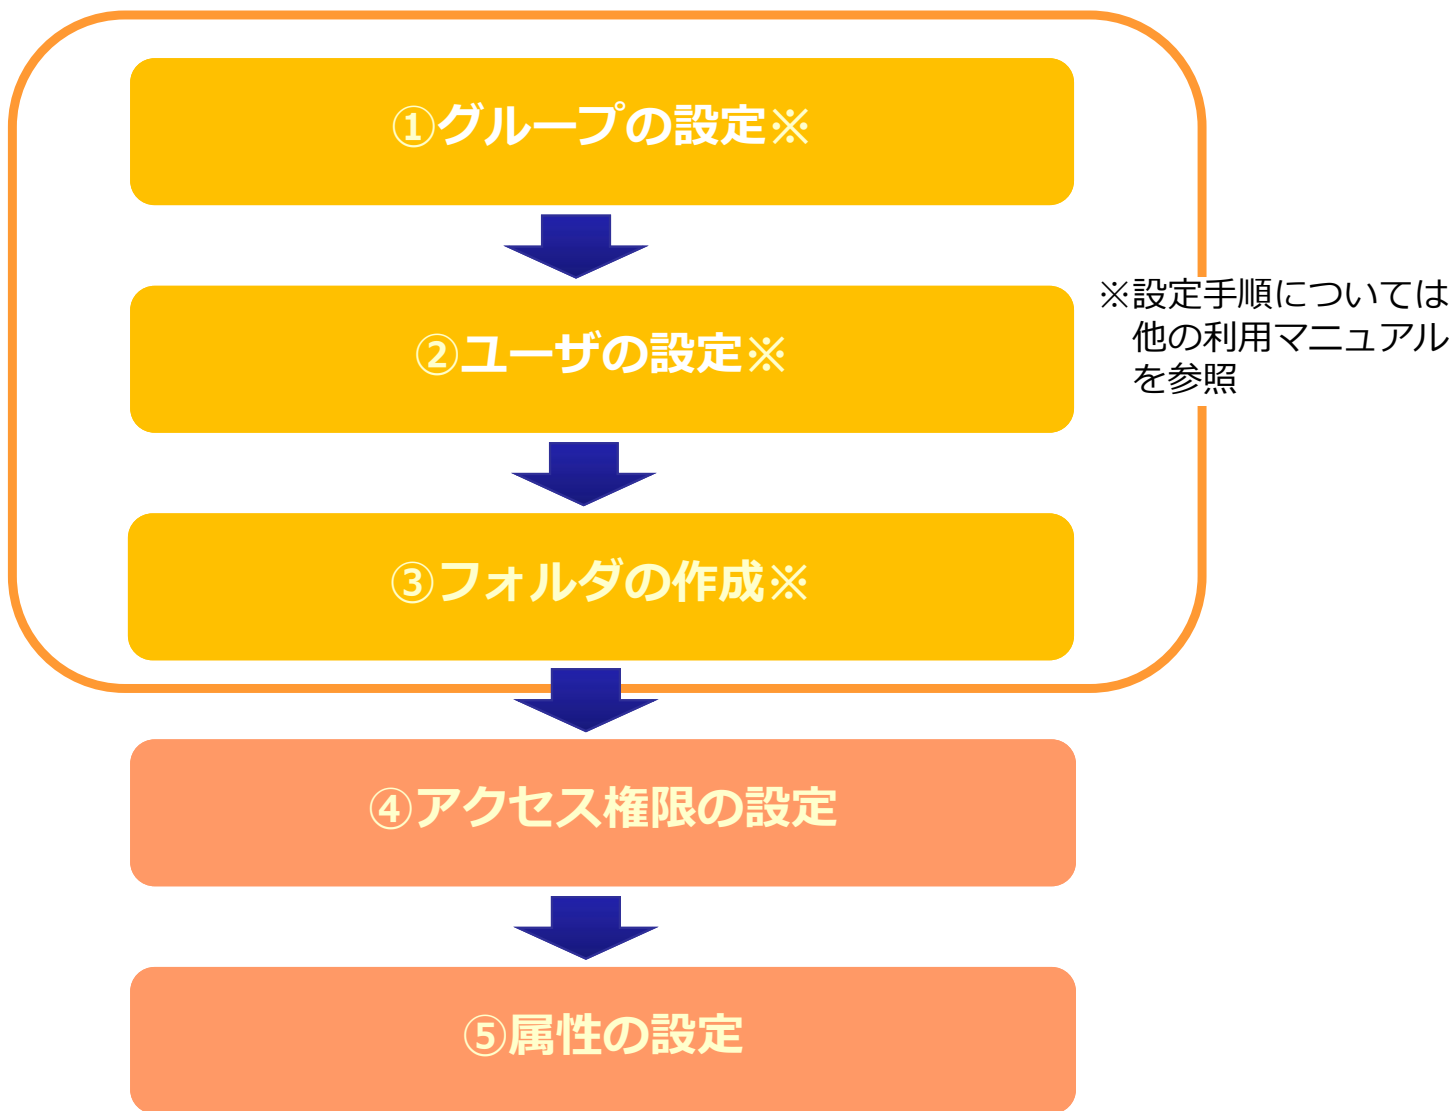 ①グループの設定※
②ユーザの設定※
※設定手順については
他の利用マニュアル
を参照
③フォルダの作成※
④アクセス権限の設定
⑤属性の設定